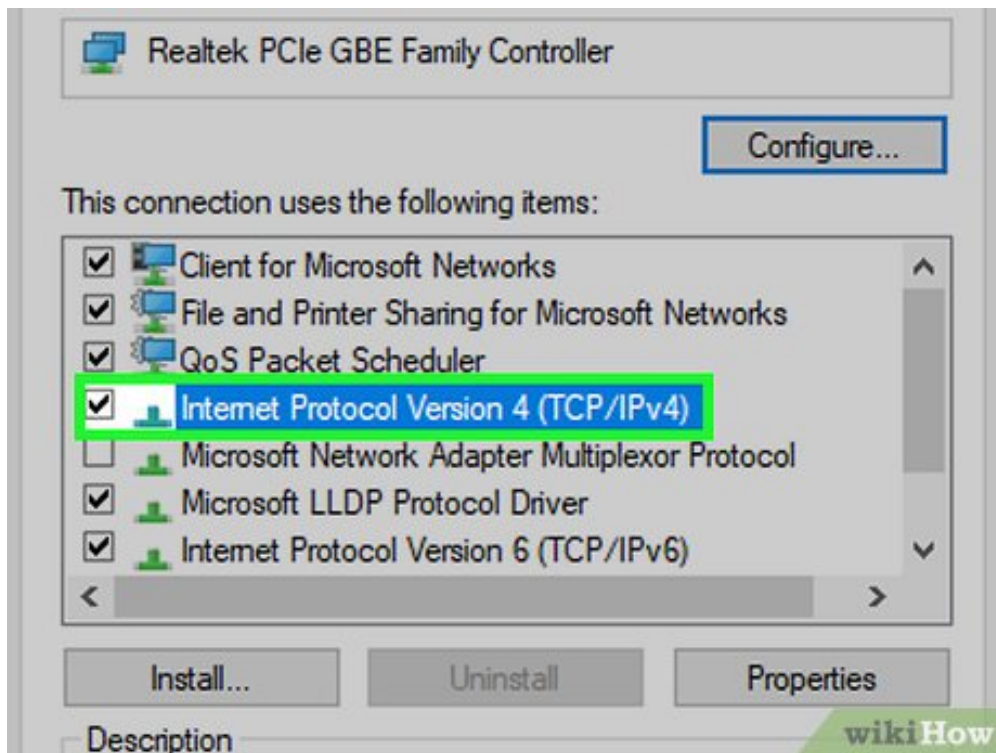 Realtek PCIe GBE Family Controller
Configure...
This connection uses the following items:
Client for Microsoft Networks
File and Printer Sharing for Microsoft Networks
QoS Packet Scheduler
Internet Protocol Version 4 (TCP/IPv4)
Microsoft Network Adapter Multiplexor Protocol
Microsoft LLDP Protocol Driver
Internet Protocol Version 6 (TCP/IPv6)
Install... Uninstall Properties
Description
wikiHow